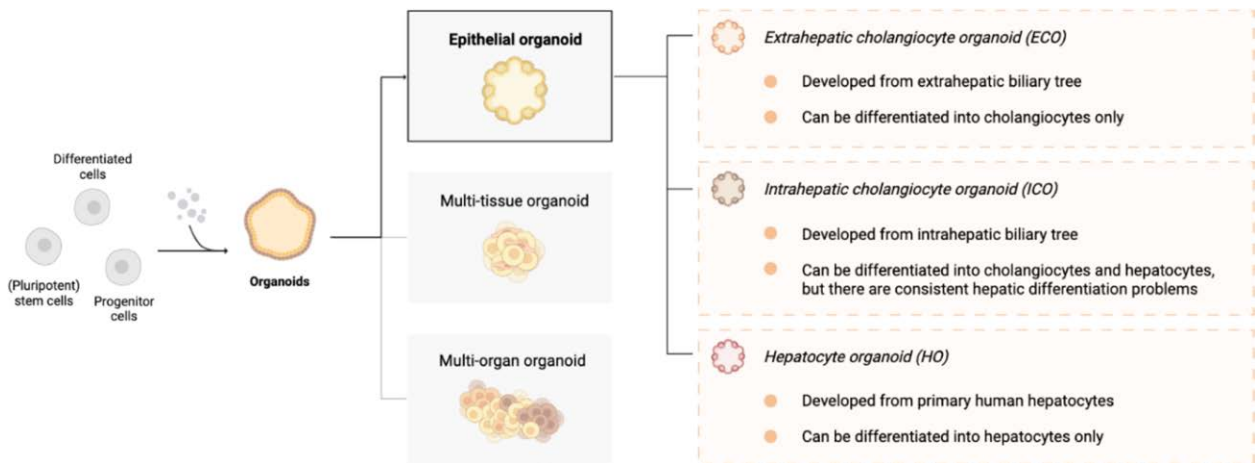 Differentiated
cells
(Pluripotent)
stem cells
Progenitor
cells
Organoids
Epithelial organoid
Multi-tissue organoid
Multi-organ organoid
Extrahepatic cholangiocyte organoid (ECO)
Developed from extrahepatic biliary tree
Can be differentiated into cholangiocytes only
Intrahepatic cholangiocyte organoid (ICO)
Developed from intrahepatic biliary tree
Can be differentiated into cholangiocytes and hepatocytes,
but there are consistent hepatic differentiation problems
Hepatocyte organoid (HO)
Developed from primary human hepatocytes
Can be differentiated into hepatocytes only